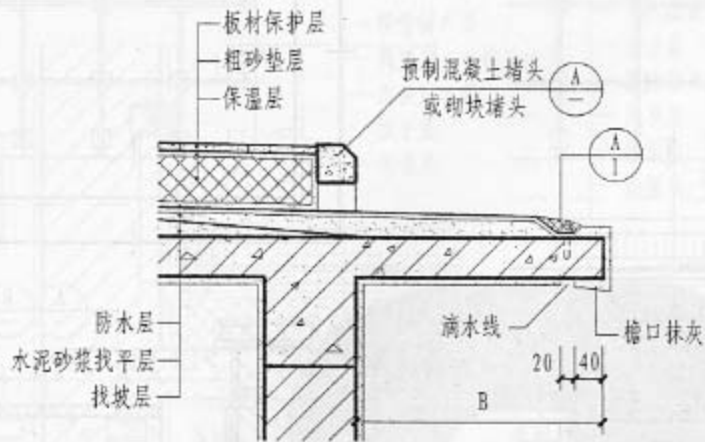 板材保护层
粗砂垫层
保温层
预制混凝土堵头
或砌块堵头
A
—
A
1
防水层
水泥砂浆找平层
找坡层
滴水线
檐口抹灰
20
40
B